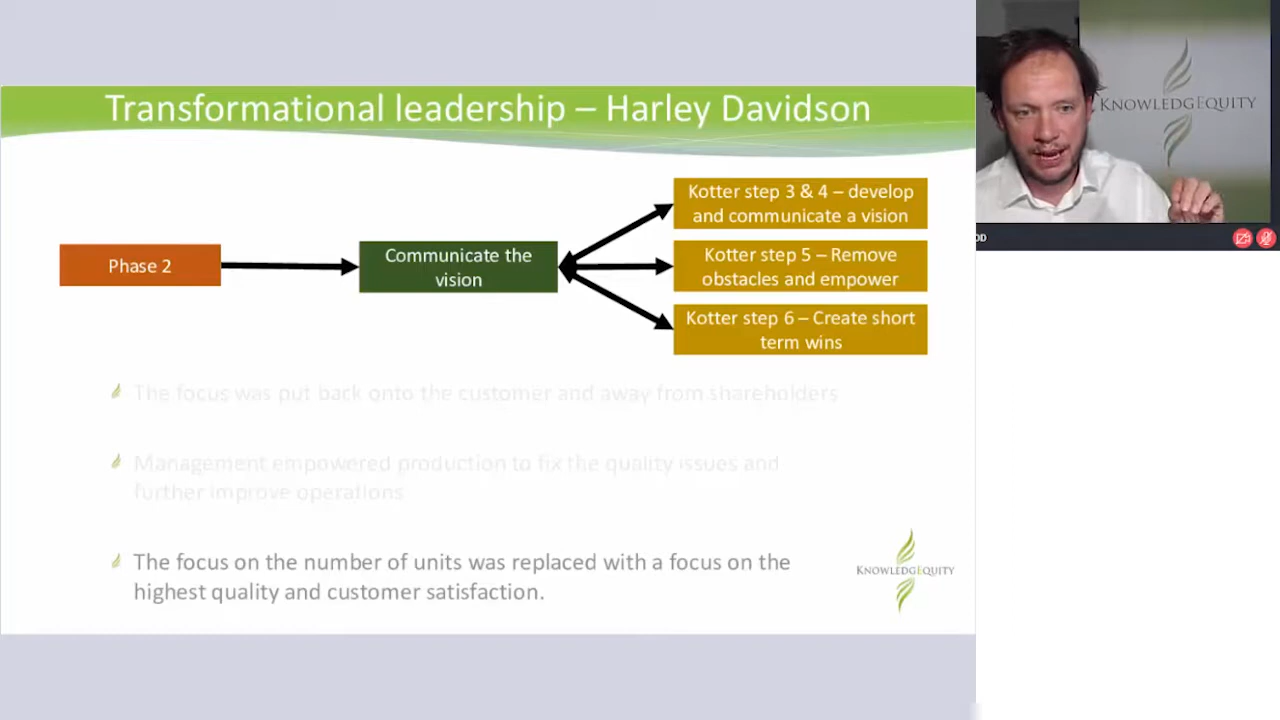 Transformational leadership – Harley Davidson
KNOWLEDGEQUITY
OD
Phase 2
Communicate the
vision
Kotter step 3 & 4 – develop
and communicate a vision
Kotter step 5 – Remove
obstacles and empower
Kotter step 6 – Create short
term wins
The focus was put back onto the customer and away from shareholders
Management empowered production to fix the quality issues and
further improve operations
The focus on the number of units was replaced with a focus on the
highest quality and customer satisfaction.
KNOWLEDGEQUITY